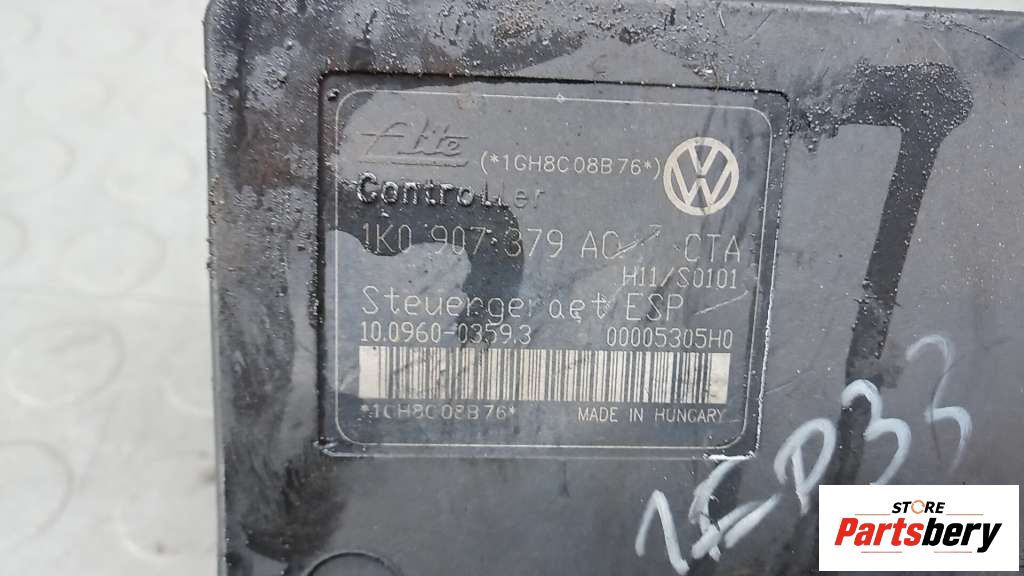 Ate (*1GH8C08B76*)
Controller
1K0 907 379 AC CTA
H11/S0101
Steuergeraet ESP
10.0960-0359.3 00005305H0
*1GH8C08B76* MADE IN HUNGARY
STORE
Partsbery